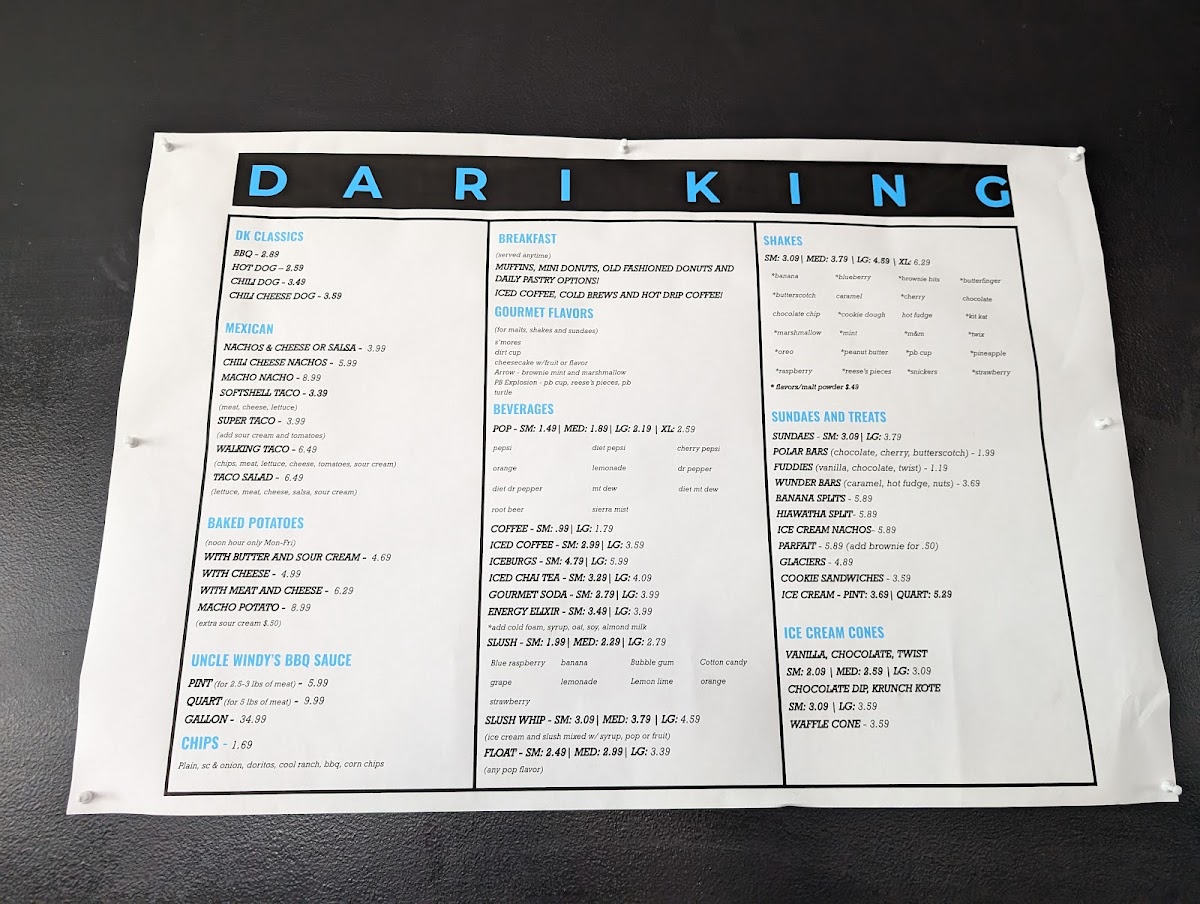 DARI KING
DK CLASSICS
BBQ - 2.89
HOT DOG - 2.59
CHILI DOG - 3.49
CHILI CHEESE DOG - 3.59
MEXICAN
NACHOS & CHEESE OR SALSA - 3.99
CHILI CHEESE NACHOS - 5.99
MACHO NACHO - 8.99
SOFTSHELL TACO - 3.39
(meat, cheese, lettuce)
SUPER TACO - 3.99
(add sour cream and tomatoes)
WALKING TACO - 6.49
(chips, meat, lettuce, cheese, tomatoes, sour cream)
TACO SALAD - 6.49
(lettuce, meat, cheese, salsa, sour cream)
BAKED POTATOES
(noon hour only Mon-Fri)
WITH BUTTER AND SOUR CREAM - 4.69
WITH CHEESE - 4.99
WITH MEAT AND CHEESE - 6.29
MACHO POTATO - 8.99
(extra sour cream $.50)
UNCLE WINDY'S BBQ SAUCE
PINT (for 2.5-3 lbs of meat) - 5.99
QUART (for 5 lbs of meat) - 9.99
GALLON - 34.99
CHIPS - 1.69
Plain, sc & onion, doritos, cool ranch, bbq, corn chips
BREAKFAST
(served anytime)
MUFFINS, MINI DONUTS, OLD FASHIONED DONUTS AND
DAILY PASTRY OPTIONS!
ICED COFFEE, COLD BREWS AND HOT DRIP COFFEE!
GOURMET FLAVORS
(for malts, shakes and sundaes)
s'mores
dirt cup
cheesecake w/fruit or flavor
Arrow - brownie mint and marshmallow
PB Explosion - pb cup, reese's pieces, pb
turtle
BEVERAGES
POP - SM: 1.49| MED: 1.89| LG: 2.19 | XL: 2.59
pepsi diet pepsi cherry pepsi
orange lemonade dr pepper
diet dr pepper mt dew diet mt dew
root beer sierra mist
COFFEE - SM: .99| LG: 1.79
ICED COFFEE - SM: 2.99| LG: 3.59
ICEBURGS - SM: 4.79| LG: 5.99
ICED CHAI TEA - SM: 3.29| LG: 4.09
GOURMET SODA - SM: 2.79| LG: 3.99
ENERGY ELIXIR - SM: 3.49| LG: 3.99
*add cold foam, syrup, oat, soy, almond milk
SLUSH - SM: 1.99| MED: 2.29| LG: 2.79
Blue raspberry banana Bubble gum Cotton candy
grape lemonade Lemon lime orange
strawberry
SLUSH WHIP - SM: 3.09| MED: 3.79 | LG: 4.59
(ice cream and slush mixed w/ syrup, pop or fruit)
FLOAT - SM: 2.49| MED: 2.99| LG: 3.39
(any pop flavor)
SHAKES
SM: 3.09| MED: 3.79 | LG: 4.59 | XL: 6.29
*banana *blueberry *brownie bits *butterfinger
*butterscotch caramel *cherry chocolate
chocolate chip *cookie dough hot fudge *kit kat
*marshmallow *mint *m&m *twix
*oreo *peanut butter *pb cup *pineapple
*raspberry *reese's pieces *snickers *strawberry
* flavors/malt powder $.49
SUNDAES AND TREATS
SUNDAES - SM: 3.09| LG: 3.79
POLAR BARS (chocolate, cherry, butterscotch) - 1.99
FUDDIES (vanilla, chocolate, twist) - 1.19
WUNDER BARS (caramel, hot fudge, nuts) - 3.69
BANANA SPLITS - 5.89
HIAWATHA SPLIT- 5.89
ICE CREAM NACHOS- 5.89
PARFAIT - 5.89 (add brownie for .50)
GLACIERS - 4.89
COOKIE SANDWICHES - 3.59
ICE CREAM - PINT: 3.69| QUART: 5.29
ICE CREAM CONES
VANILLA, CHOCOLATE, TWIST
SM: 2.09 | MED: 2.59 | LG: 3.09
CHOCOLATE DIP, KRUNCH KOTE
SM: 3.09 | LG: 3.59
WAFFLE CONE - 3.59